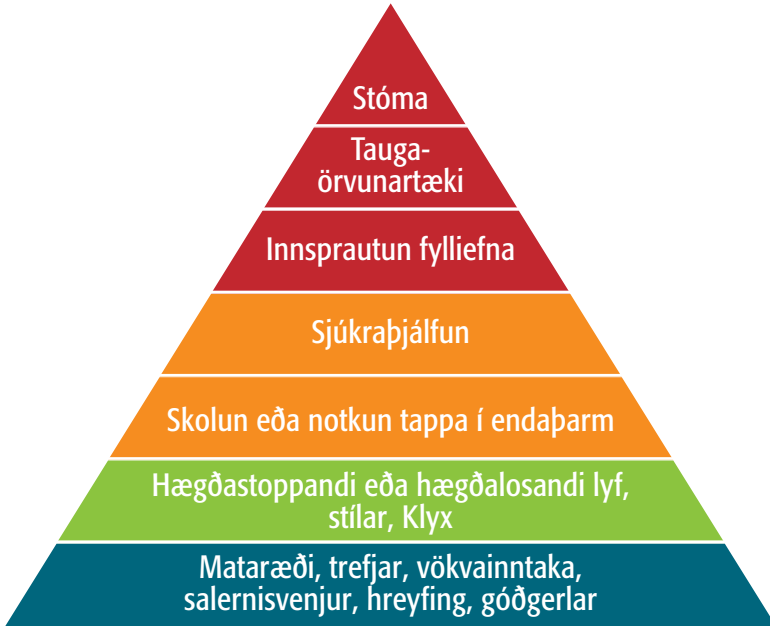 Stóma
Tauga-
örvunartæki
Innsprautun fylliefna
Sjúkraþjálfun
Skolun eða notkun tappa í endaþarm
Hægðastoppandi eða hægðalosandi lyf,
stílar, Klyx
Mataræði, trefjar, vökvainntaka,
salernisvenjur, hreyfing, góðgerlar